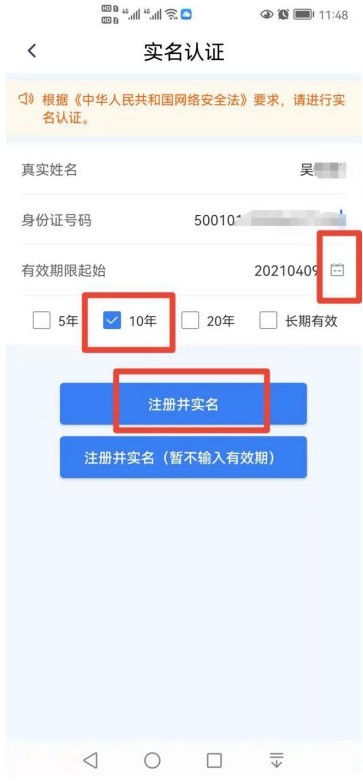 11:48
实名认证
根据《中华人民共和国网络安全法》要求，请进行实
名认证。
真实姓名 吴
身份证号码 500101
有效期限起始 20210409
5年 10年 20年 长期有效
注册并实名
注册并实名（暂不输入有效期）